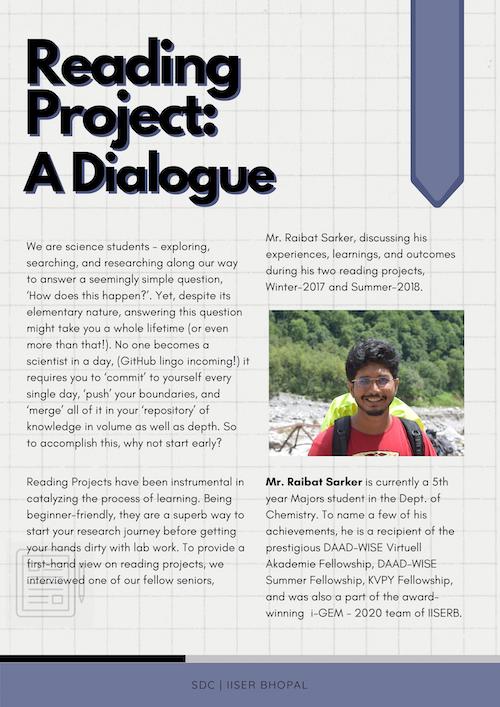 Reading
Project:
A Dialogue
We are science students - exploring,
searching, and researching along our way
to answer a seemingly simple question,
‘How does this happen?’. Yet, despite its
elementary nature, answering this question
might take you a whole lifetime (or even
more than that!). No one becomes a
scientist in a day, (GitHub lingo incoming!) it
requires you to ‘commit’ to yourself every
single day, ‘push’ your boundaries, and
‘merge’ all of it in your ‘repository’ of
knowledge in volume as well as depth. So
to accomplish this, why not start early?
Reading Projects have been instrumental in
catalyzing the process of learning. Being
beginner-friendly, they are a superb way to
start your research journey before getting
your hands dirty with lab work. To provide a
first-hand view on reading projects, we
interviewed one of our fellow seniors,
Mr. Raibat Sarker, discussing his
experiences, learnings, and outcomes
during his two reading projects,
Winter-2017 and Summer-2018.
Mr. Raibat Sarker is currently a 5th
year Majors student in the Dept. of
Chemistry. To name a few of his
achievements, he is a recipient of the
prestigious DAAD-WISE Virtuell
Akademie Fellowship, DAAD-WISE
Summer Fellowship, KVPY Fellowship,
and was also a part of the award-
winning i-GEM - 2020 team of IISERB.
SDC | IISER BHOPAL